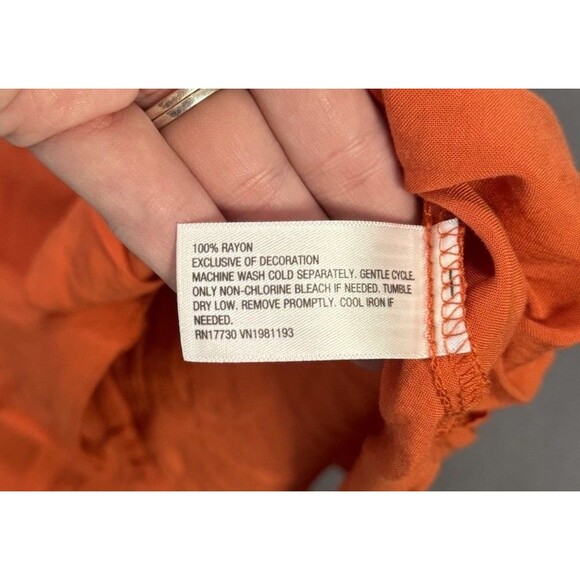 100% RAYON
EXCLUSIVE OF DECORATION
MACHINE WASH COLD SEPARATELY. GENTLE CYCLE.
ONLY NON-CHLORINE BLEACH IF NEEDED. TUMBLE
DRY LOW. REMOVE PROMPTLY. COOL IRON IF
NEEDED.
RN17730 VN1981193